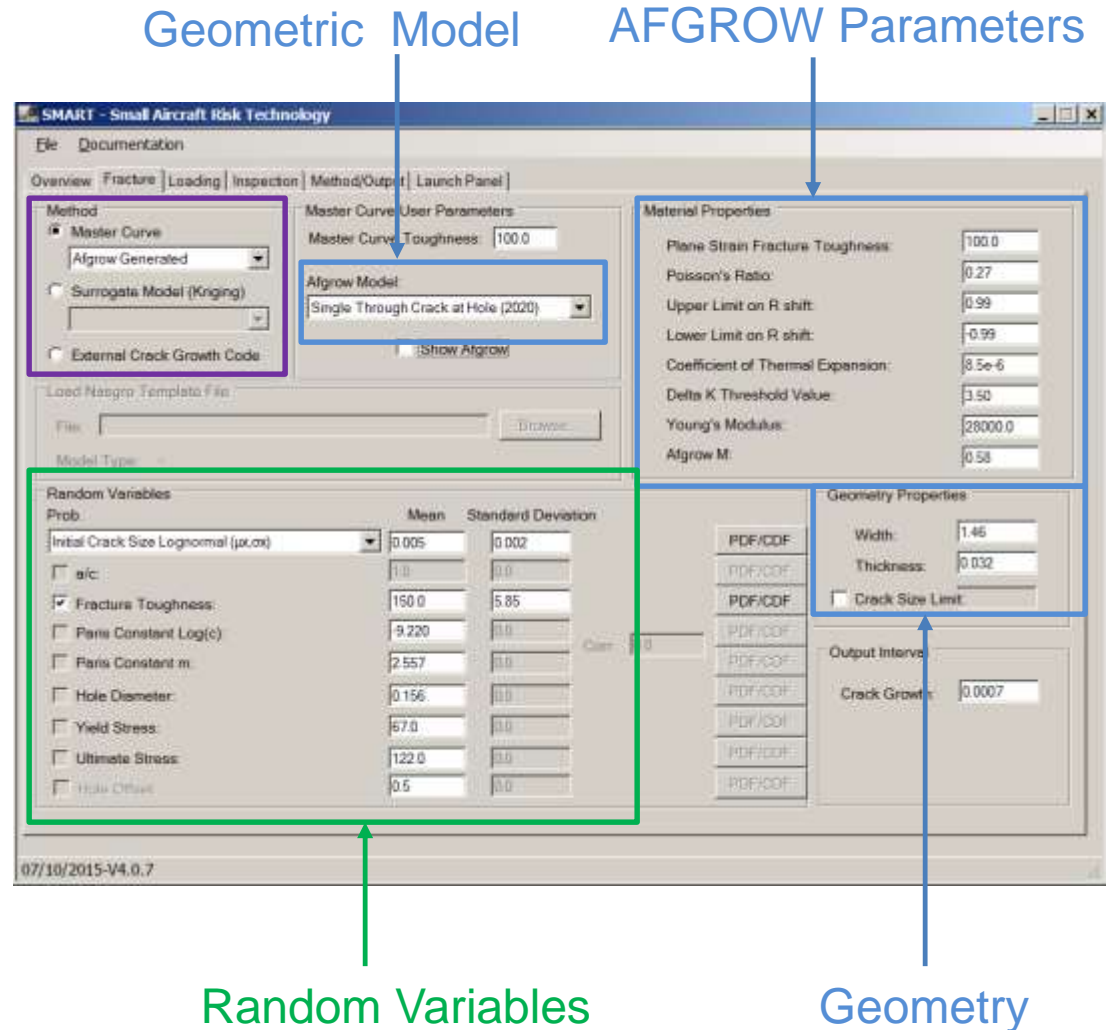 Geometric Model
AFGROW Parameters
SMART - Small Aircraft Risk Technology
File Documentation
Overview Fracture Loading Inspection Method/Output Launch Panel
Method
Master Curve
Afgrow Generated
Surrogate Model (Kriging)
External Crack Growth Code
Master Curve User Parameters
Master Curve Toughness: 100.0
Afgrow Model:
Single Through Crack at Hole (2020)
Show Afgrow
Material Properties
Plane Strain Fracture Toughness: 100.0
Poisson's Ratio: 0.27
Upper Limit on R shift: 0.99
Lower Limit on R shift: -0.99
Coefficient of Thermal Expansion: 8.5e-6
Delta K Threshold Value: 3.50
Young's Modulus: 28000.0
Afgrow M: 0.58
Load Nasgro Template File
File: Browse...
Model Type: -
Random Variables
Prob. Mean Standard Deviation
Initial Crack Size Lognormal (μx,σx) 0.005 0.002 PDF/CDF
a/c: 1.0 0.0 PDF/CDF
Fracture Toughness: 150.0 5.85 PDF/CDF
Paris Constant Log(c): -9.220 0.0 PDF/CDF
Corr: 0.0
Paris Constant m: 2.557 0.0 PDF/CDF
Hole Diameter: 0.156 0.0 PDF/CDF
Yield Stress: 67.0 0.0 PDF/CDF
Ultimate Stress: 122.0 0.0 PDF/CDF
Hole Offset: 0.5 0.0 PDF/CDF
Geometry Properties
Width: 1.46
Thickness: 0.032
Crack Size Limit:
Output Interval
Crack Growth: 0.0007
07/10/2015-V4.0.7
Random Variables
Geometry